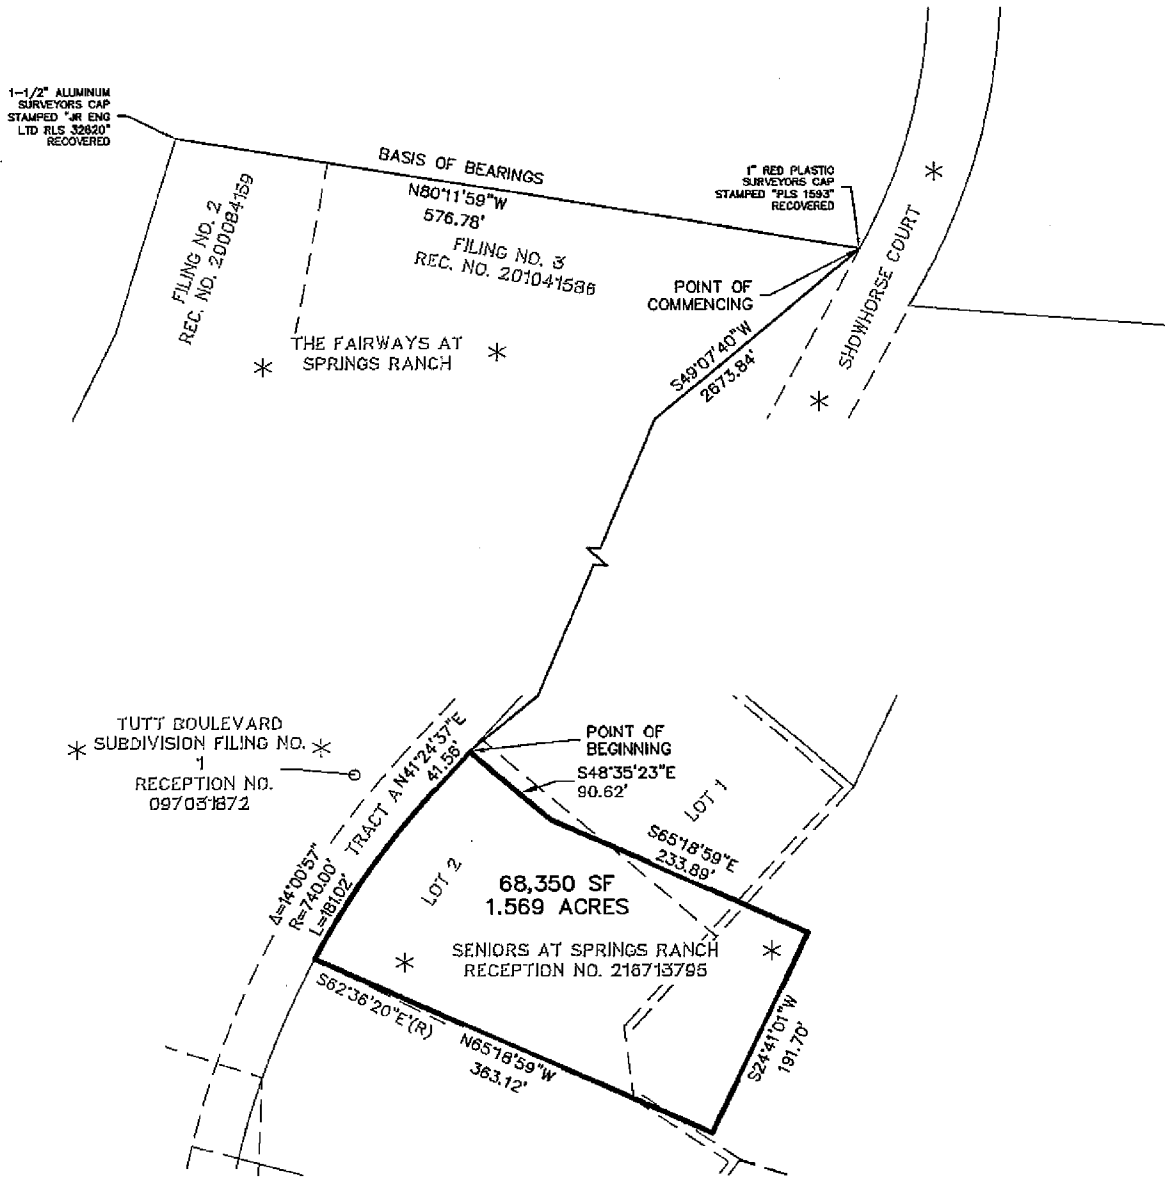 1-1/2" ALUMINUM
SURVEYORS CAP
STAMPED "JR ENG
LTD RLS 32820"
RECOVERED
BASIS OF BEARINGS
N80°11'59"W
576.78'
FILING NO. 2
REC. NO. 200084159
FILING NO. 3
REC. NO. 201041586
THE FAIRWAYS AT
SPRINGS RANCH
1" RED PLASTIC
SURVEYORS CAP
STAMPED "PLS 1593"
RECOVERED
POINT OF
COMMENCING
SHOWHORSE COURT
S49°07'40"W
2673.84'
TUTT BOULEVARD
SUBDIVISION FILING NO.
1
RECEPTION NO.
097031872
POINT OF
BEGINNING
S48°35'23"E
90.62'
N41°24'37"E
41.56'
TRACT A
Δ=14°00'57"
R=740.00'
L=181.02'
LOT 1
S65°18'59"E
233.89'
LOT 2
68,350 SF
1.569 ACRES
SENIORS AT SPRINGS RANCH
RECEPTION NO. 216713795
S62°36'20"E(R)
N65°18'59"W
363.12'
S24°41'01"W
191.70'